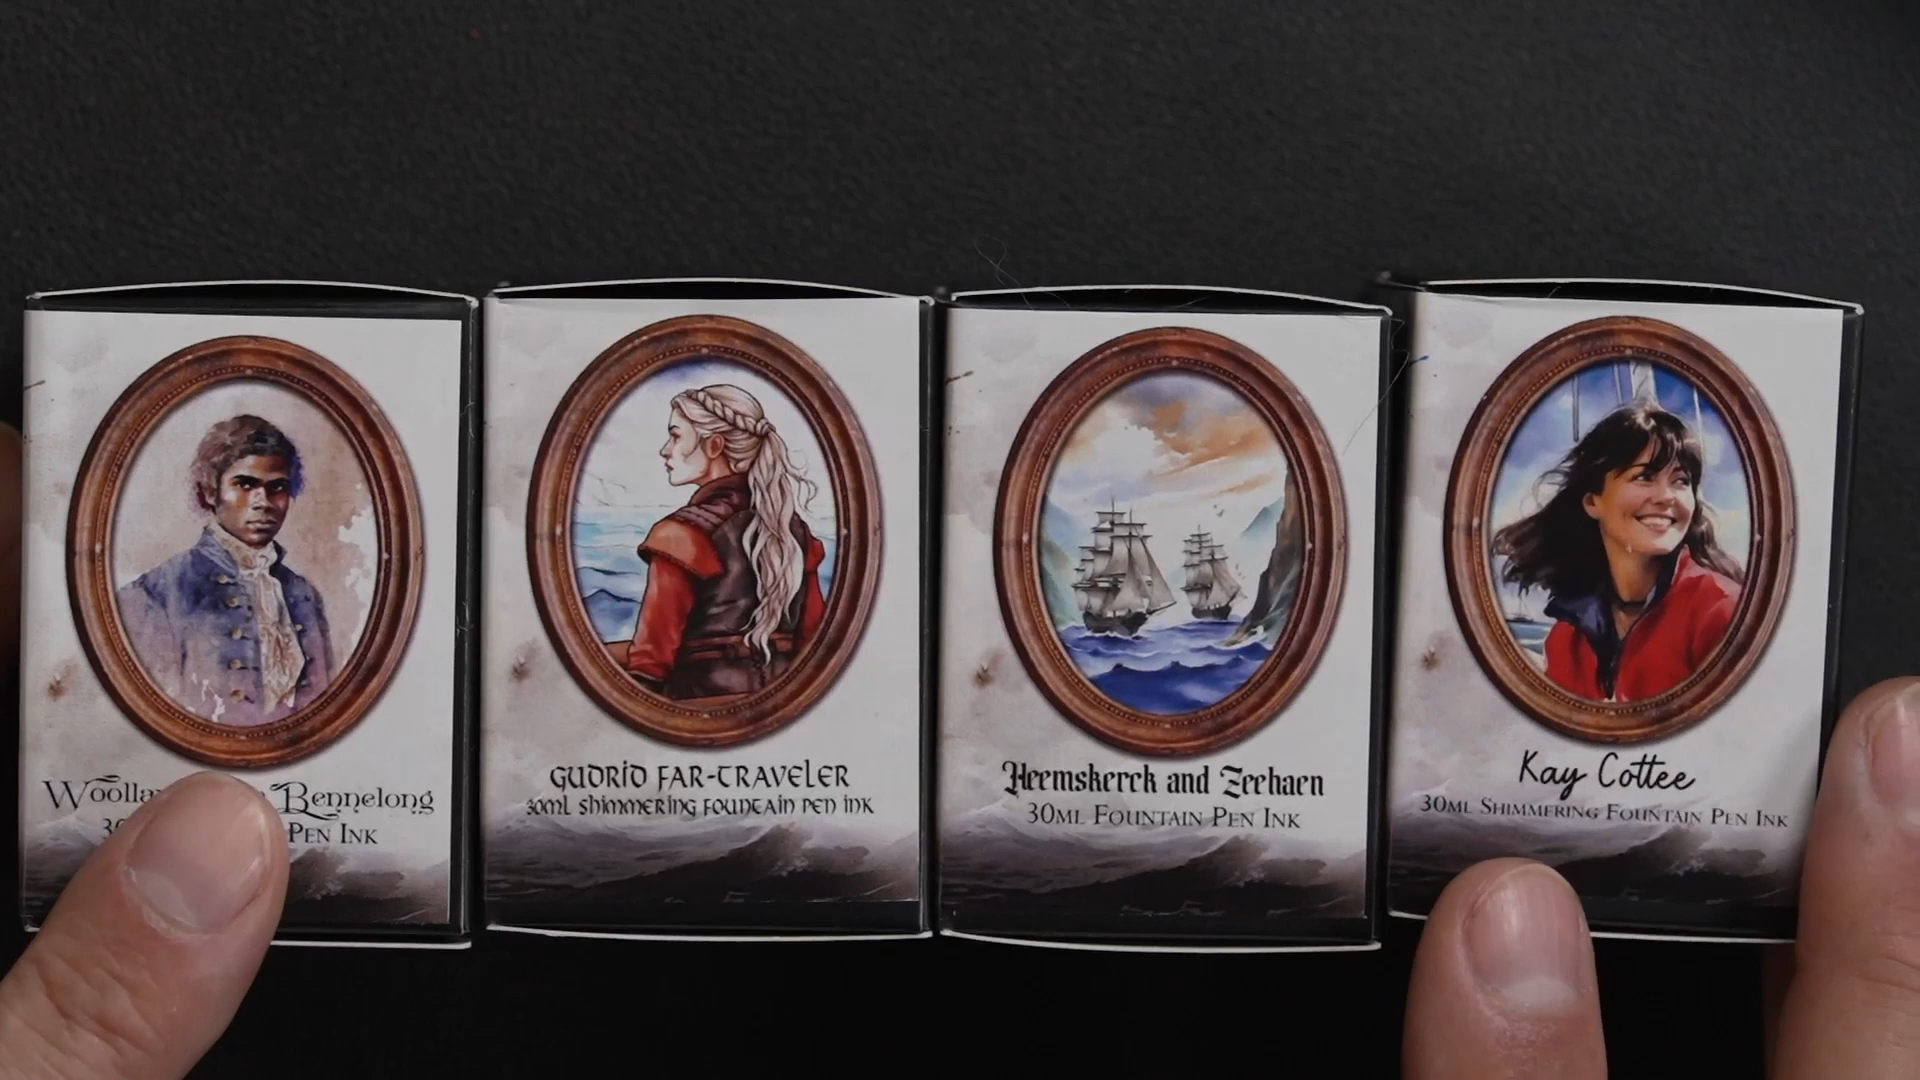 Bennelong
30 Pen Ink
Gudrid Far-Traveler
30ml Shimmering Fountain Pen Ink
Heemskerck and Zeehaen
30ml Fountain Pen Ink
Kay Cottee
30ml Shimmering Fountain Pen Ink